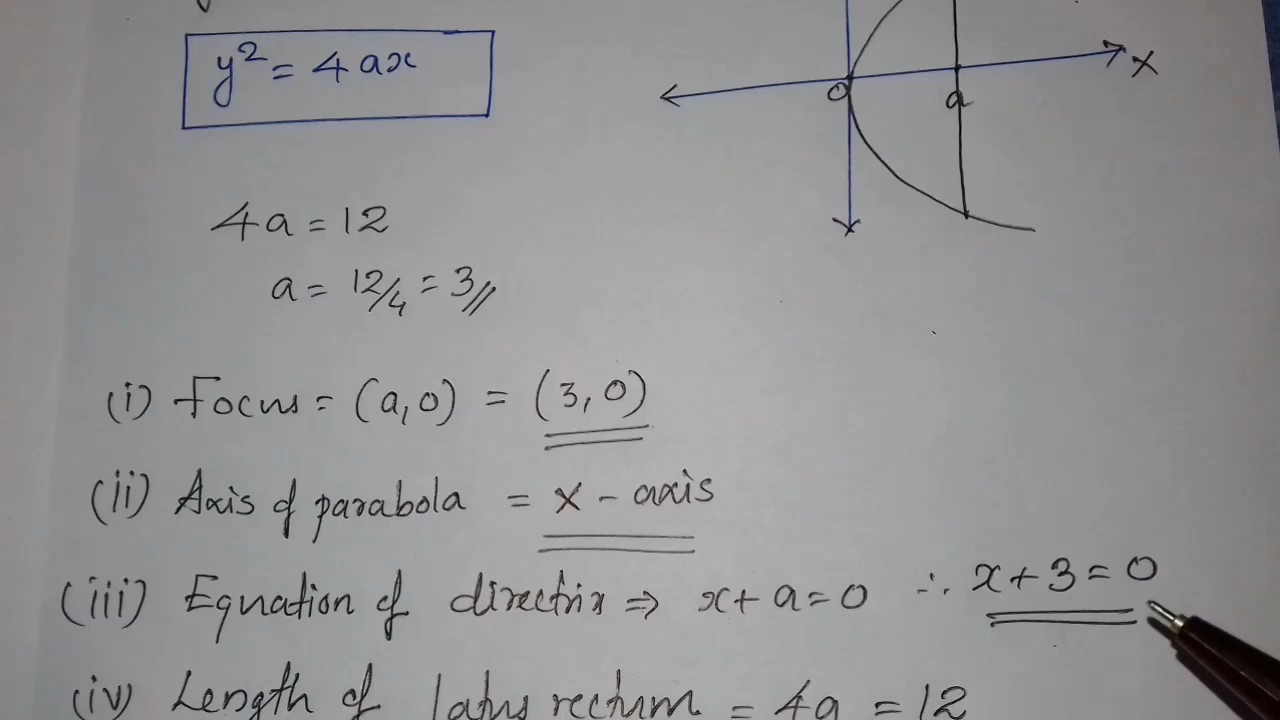 y² = 4ax
X
O
a
4a = 12
a = 12/4 = 3//
(i) Focus = (a,0) = (3,0)
(ii) Axis of parabola = x - axis
(iii) Equation of directrix ⇒ x + a = 0 ∴ x + 3 = 0
(iv) Length of latus rectum = 4a = 12